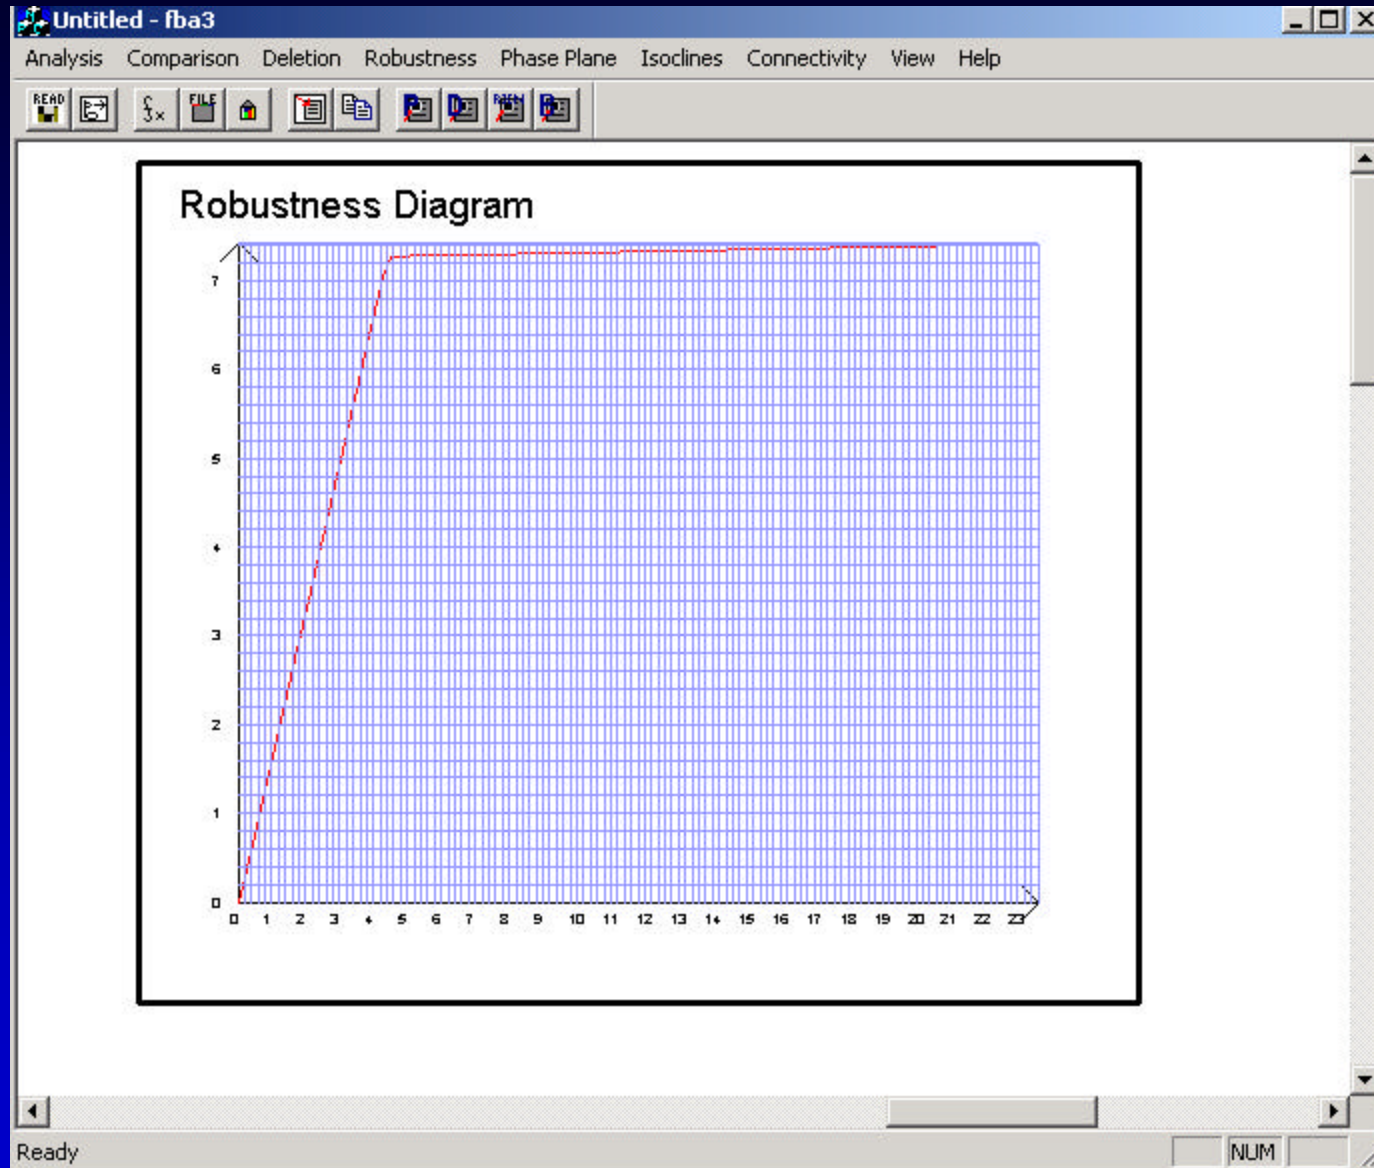 Untitled - fba3
Analysis Comparison Deletion Robustness Phase Plane Isoclines Connectivity View Help
READ
FILE
Robustness Diagram
7
6
5
4
3
2
1
0
0 1 2 3 4 5 6 7 8 9 10 11 12 13 14 15 16 17 18 19 20 21 22 23
Ready
NUM